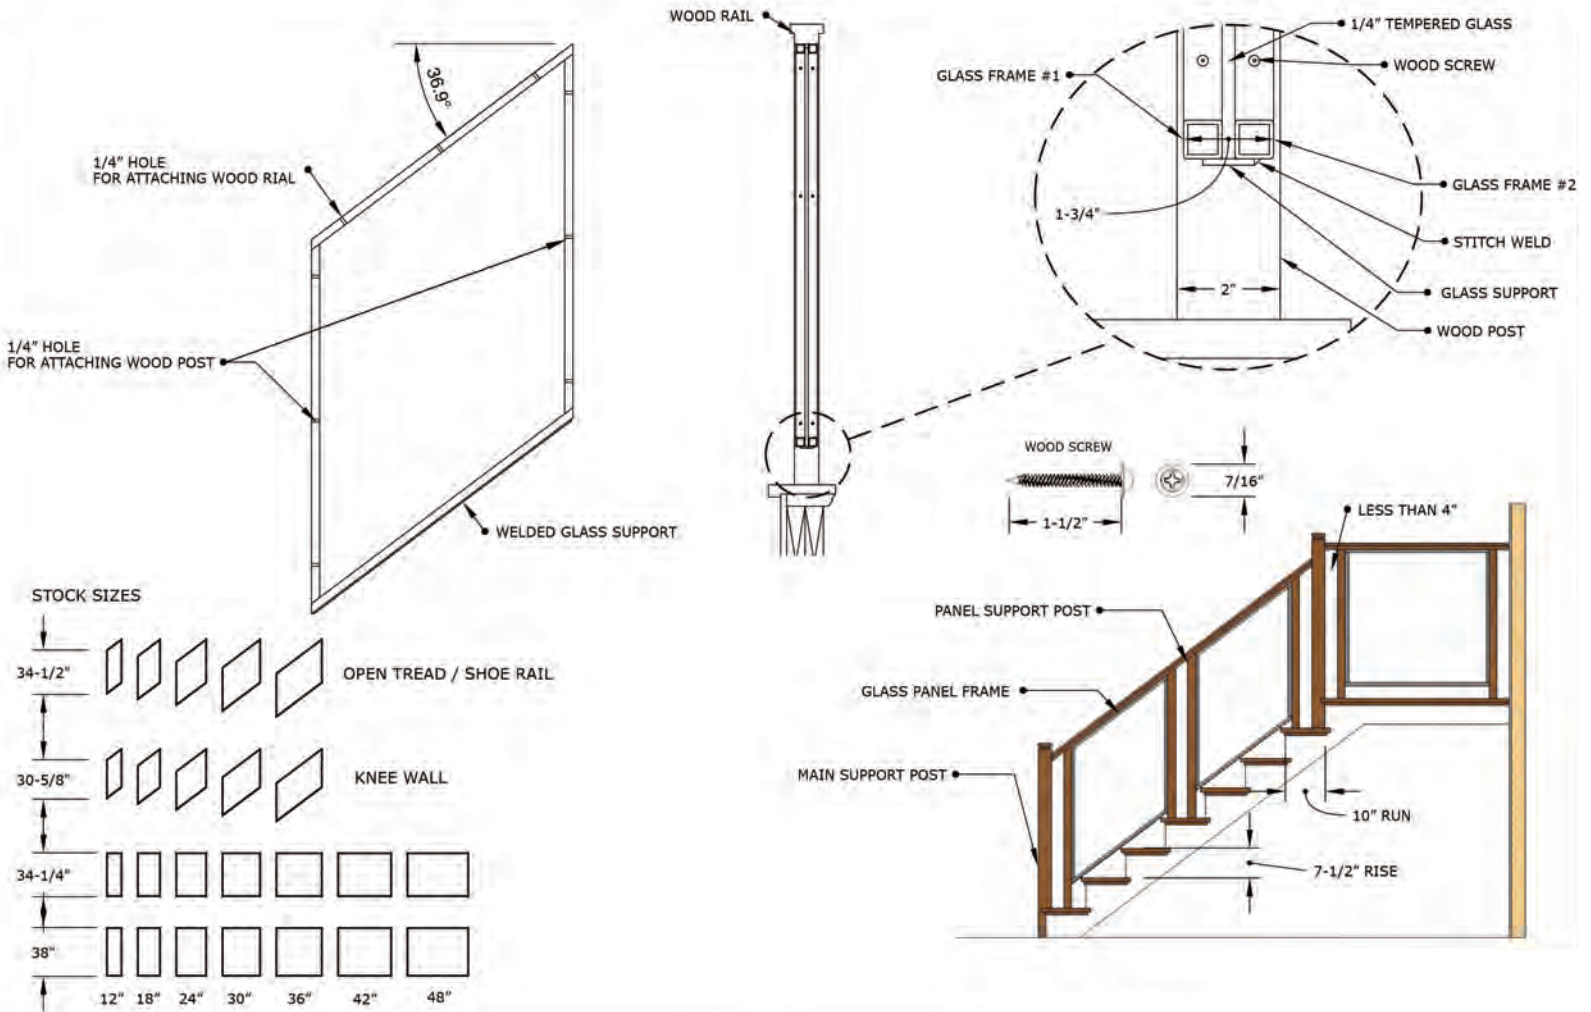 WOOD RAIL
1/4" TEMPERED GLASS
WOOD SCREW
GLASS FRAME #1
36.9°
1/4" HOLE
FOR ATTACHING WOOD RIAL
GLASS FRAME #2
1-3/4"
STITCH WELD
2"
GLASS SUPPORT
WOOD POST
1/4" HOLE
FOR ATTACHING WOOD POST
WOOD SCREW
7/16"
1-1/2"
LESS THAN 4"
WELDED GLASS SUPPORT
STOCK SIZES
34-1/2"
OPEN TREAD / SHOE RAIL
PANEL SUPPORT POST
GLASS PANEL FRAME
30-5/8"
KNEE WALL
MAIN SUPPORT POST
10" RUN
7-1/2" RISE
34-1/4"
38"
12" 18" 24" 30" 36" 42" 48"